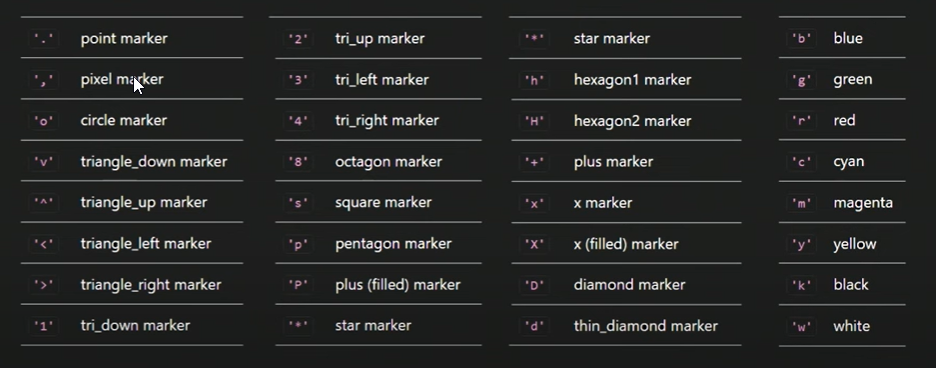 '.' point marker
',' pixel marker
'o' circle marker
'v' triangle_down marker
'^' triangle_up marker
'<' triangle_left marker
'>' triangle_right marker
'1' tri_down marker
'2' tri_up marker
'3' tri_left marker
'4' tri_right marker
'8' octagon marker
's' square marker
'p' pentagon marker
'P' plus (filled) marker
'*' star marker
'*' star marker
'h' hexagon1 marker
'H' hexagon2 marker
'+' plus marker
'x' x marker
'X' x (filled) marker
'D' diamond marker
'd' thin_diamond marker
'b' blue
'g' green
'r' red
'c' cyan
'm' magenta
'y' yellow
'k' black
'w' white